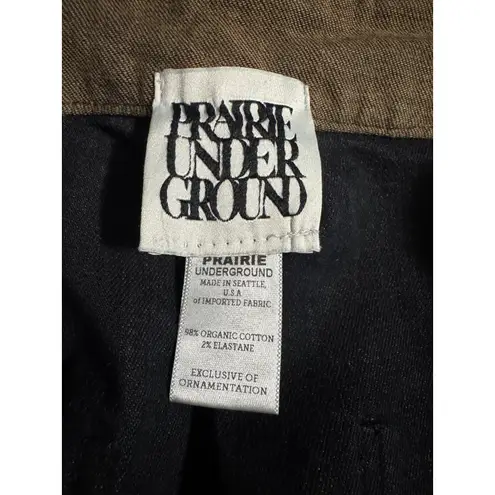 PRAIRIE
UNDER
GROUND
PRAIRIE
UNDERGROUND
MADE IN SEATTLE,
U.S.A
of IMPORTED FABRIC
98% ORGANIC COTTON
2% ELASTANE
EXCLUSIVE OF
ORNAMENTATION